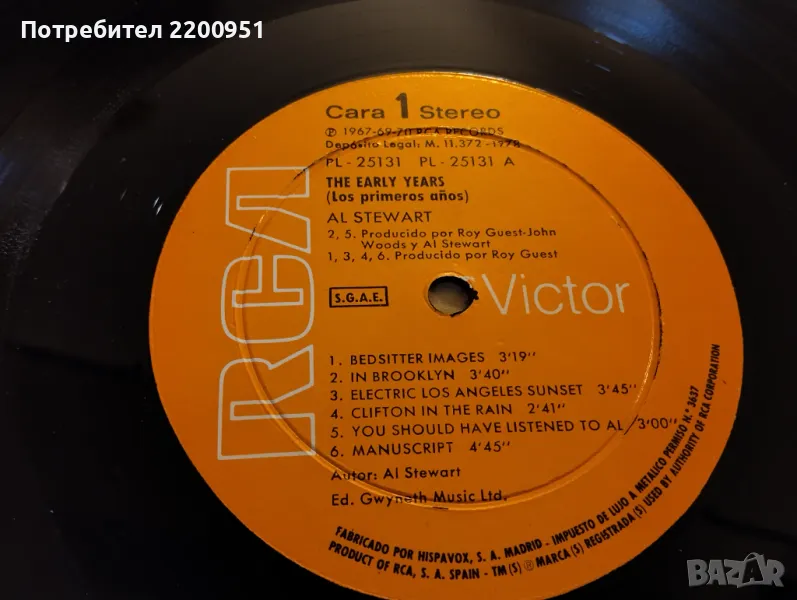 Потребител 2200951
Cara 1 Stereo
℗ 1967-69-70 RCA RECORDS
Depósito Legal: M. 11.372 - 1978
PL - 25131 PL - 25131 A
THE EARLY YEARS
(Los primeros años)
AL STEWART
2, 5. Producido por Roy Guest-John
Woods y Al Stewart
1, 3, 4, 6. Producido por Roy Guest
RCA
S.G.A.E.
Victor
1. BEDSITTER IMAGES 3'19''
2. IN BROOKLYN 3'40''
3. ELECTRIC LOS ANGELES SUNSET 3'45''
4. CLIFTON IN THE RAIN 2'41''
5. YOU SHOULD HAVE LISTENED TO AL 3'00''
6. MANUSCRIPT 4'45''
Autor: Al Stewart
Ed. Gwyneth Music Ltd.
FABRICADO POR HISPAVOX, S. A. MADRID - IMPUESTO DE LUJO A METALICO PERMISO N.º 3637
PRODUCT OF RCA, S. A. SPAIN - TM(S) ® MARCA(S) REGISTRADA(S) USED BY AUTHORITY OF RCA CORPORATION
BAZAR